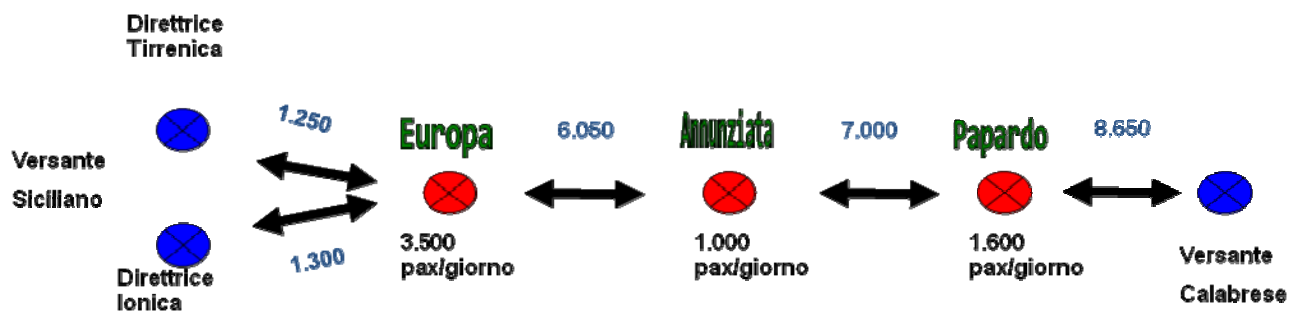 Direttrice
Tirrenica
1.250
Europa
6.050
Annunziata
7.000
Papardo
8.650
Versante
Siciliano
3.500
pax/giorno
1.000
pax/giorno
1.600
pax/giorno
1.300
Direttrice
Ionica
Versante
Calabrese